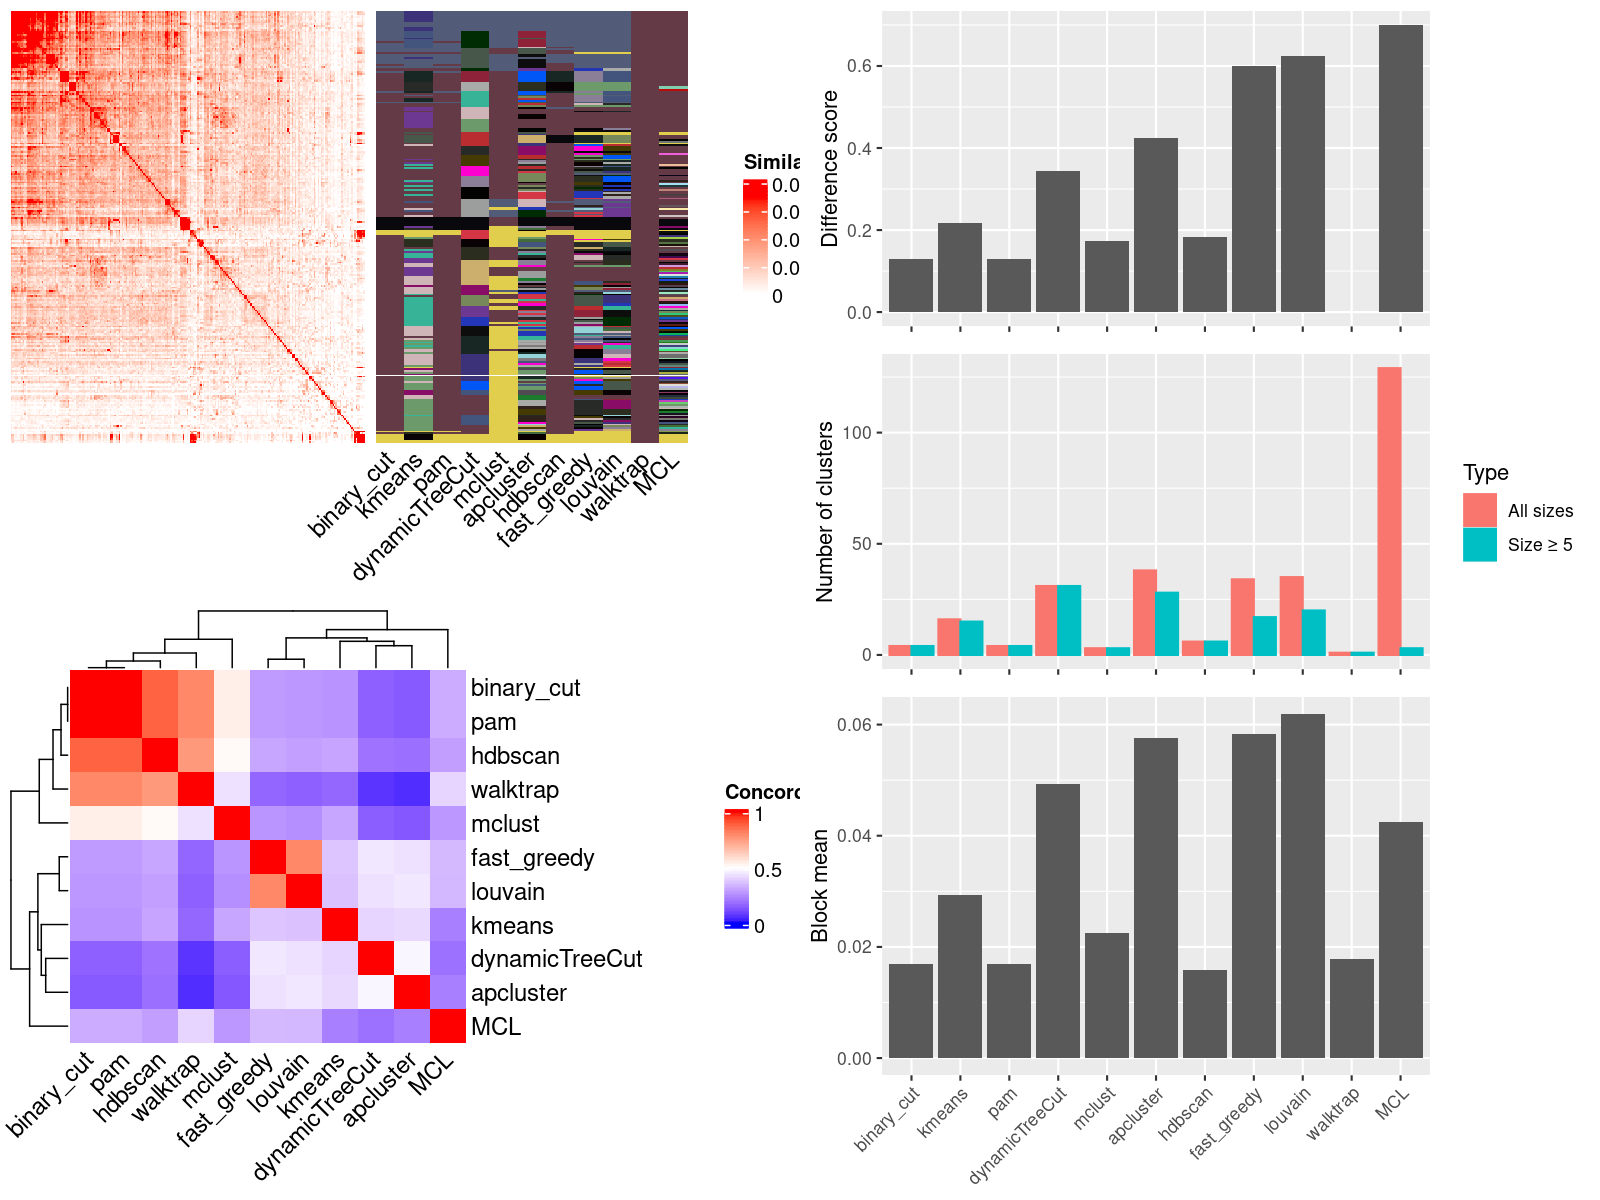 Simila
0.0
0.0
0.0
0.0
0
binary_cut
kmeans
pam
dynamicTreeCut
mclust
apcluster
hdbscan
fast_greedy
louvain
walktrap
MCL
binary_cut
pam
hdbscan
walktrap
mclust
fast_greedy
louvain
kmeans
dynamicTreeCut
apcluster
MCL
binary_cut
pam
hdbscan
walktrap
mclust
fast_greedy
louvain
kmeans
dynamicTreeCut
apcluster
MCL
Concord
1
0.5
0
Difference score
0.6
0.4
0.2
0.0
Number of clusters
100
50
0
Type
All sizes
Size ≥ 5
Block mean
0.06
0.04
0.02
0.00
binary_cut
kmeans
pam
dynamicTreeCut
mclust
apcluster
hdbscan
fast_greedy
louvain
walktrap
MCL